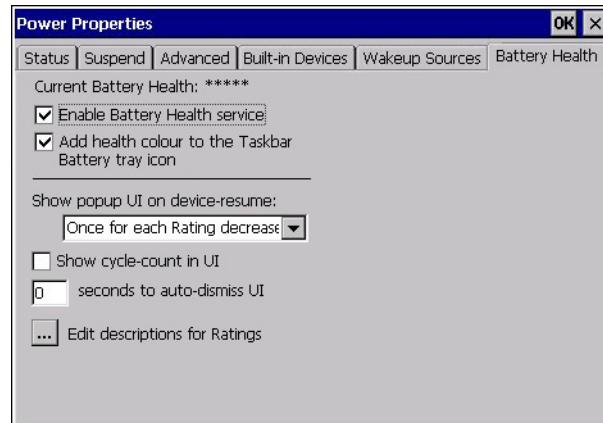 Power Properties OK ×
Status Suspend Advanced Built-in Devices Wakeup Sources Battery Health
Current Battery Health: *****
Enable Battery Health service
Add health colour to the Taskbar
Battery tray icon
Show popup UI on device-resume:
Once for each Rating decrease
Show cycle-count in UI
0 seconds to auto-dismiss UI
... Edit descriptions for Ratings